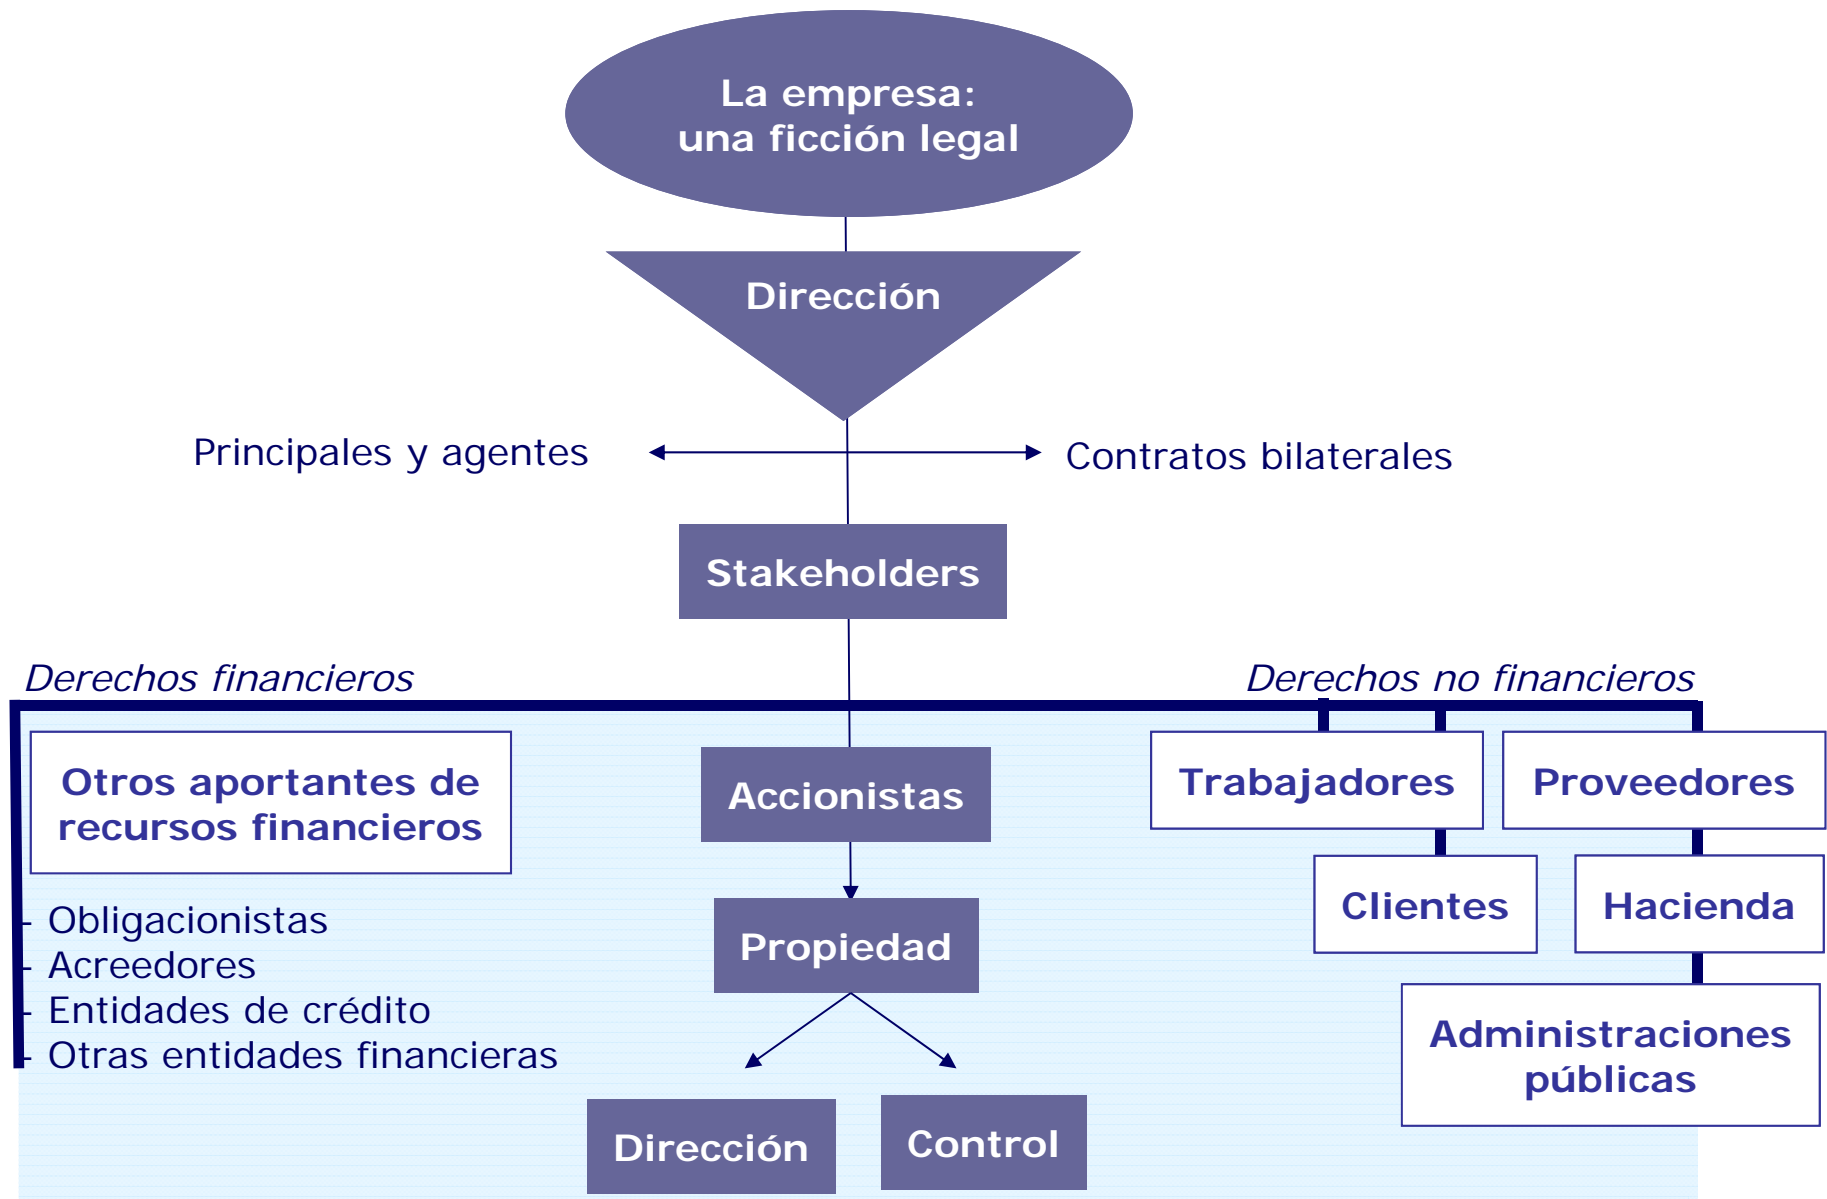 La empresa:
una ficción legal
Dirección
Principales y agentes
Contratos bilaterales
Stakeholders
Derechos financieros
Derechos no financieros
Otros aportantes de
recursos financieros
- Obligacionistas
- Acreedores
- Entidades de crédito
- Otras entidades financieras
Accionistas
Propiedad
Dirección
Control
Trabajadores
Proveedores
Clientes
Hacienda
Administraciones
públicas